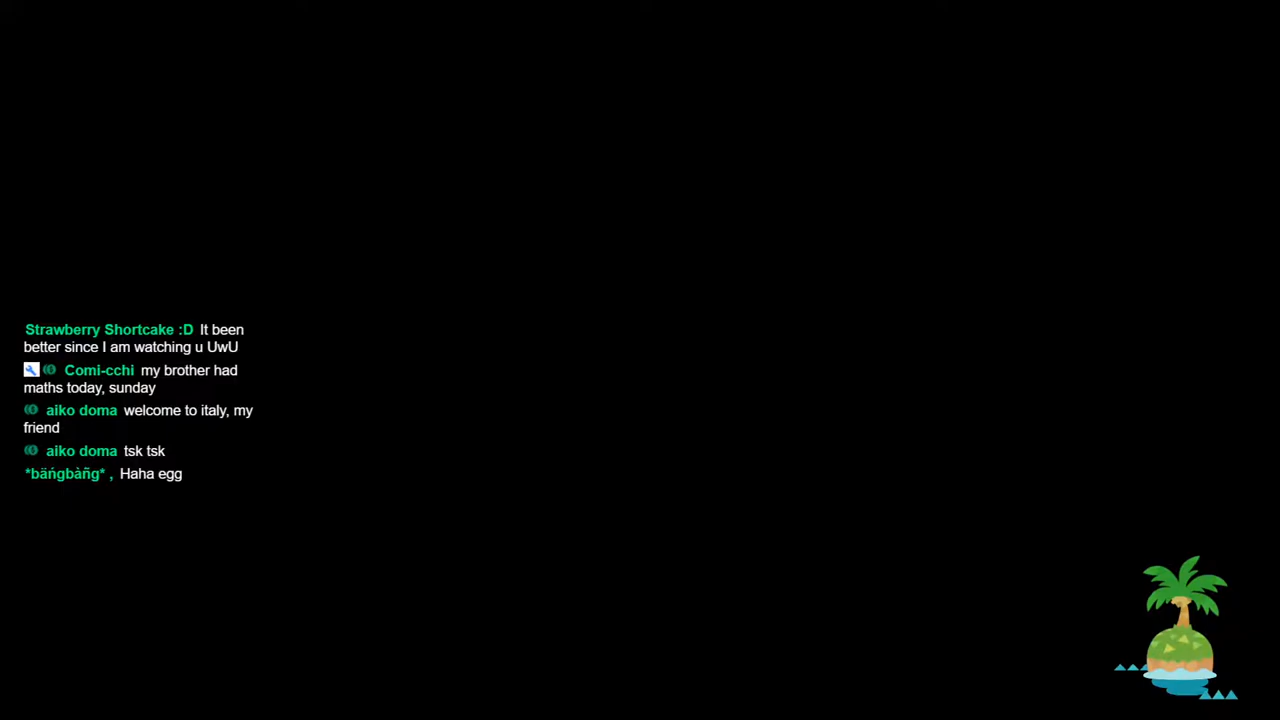 Strawberry Shortcake :D It been
better since I am watching u UwU
Comi-cchi my brother had
maths today, sunday
aiko doma welcome to italy, my
friend
aiko doma tsk tsk
*bäńgbàñg* , Haha egg